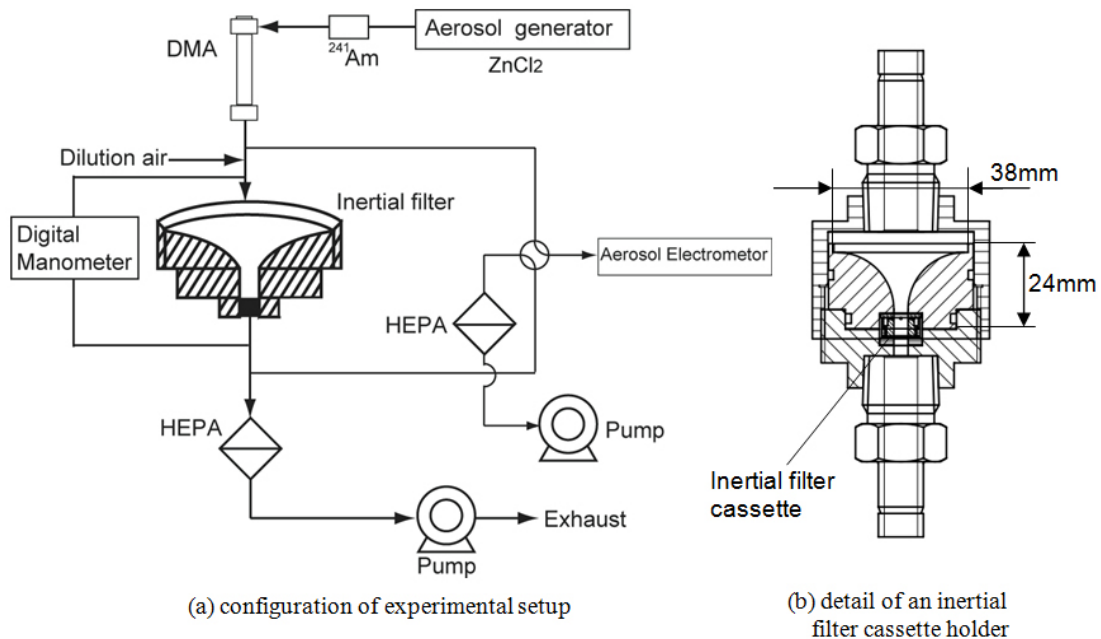 DMA
241Am
Aerosol generator
ZnCl2
Dilution air
Inertial filter
Digital
Manometer
Aerosol Electrometor
HEPA
HEPA
Pump
Pump
Exhaust
(a) configuration of experimental setup
38mm
24mm
Inertial filter
cassette
(b) detail of an inertial
filter cassette holder